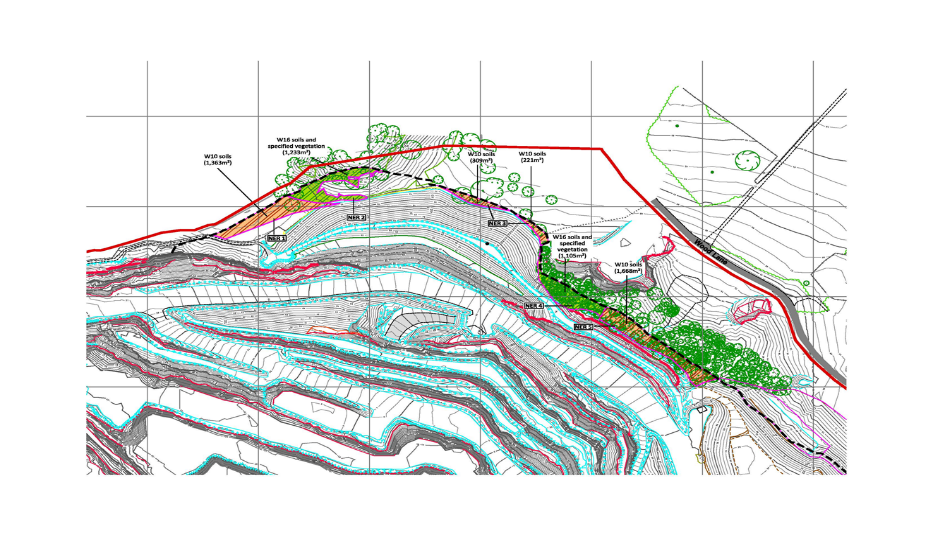 W16 soils and
specified vegetation
(1,233m²)
W10 soils
(1,363m²)
W10 soils
(309m²)
W10 soils
(221m²)
NER 2
NER 3
NER 1
W16 soils and
specified
vegetation
(1,105m²)
W10 soils
(1,668m²)
Wood Lane
NER 4
NER 5